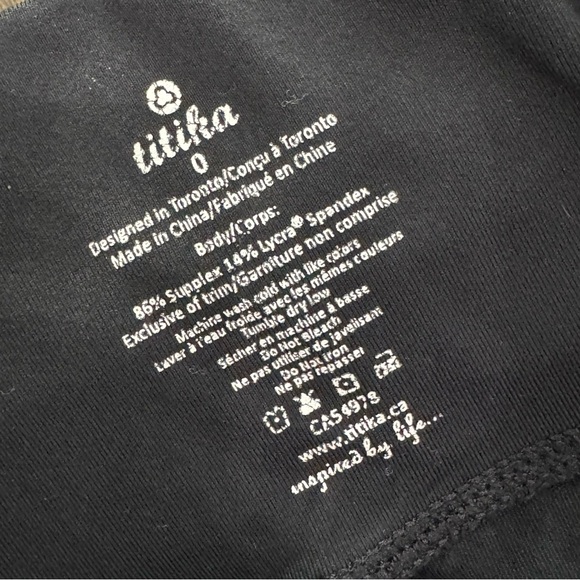 titika
0
Designed in Toronto/Conçu à Toronto
Made in China/Fabriqué en Chine
Body/Corps:
86% Supplex 14% Lycra® Spandex
Exclusive of trim/Garniture non comprise
Machine wash cold with like colors
Laver à l'eau froide avec les mêmes couleurs
Tumble dry low
Sécher en machine à basse
Do Not Bleach
Ne pas utiliser de javelisant
Do Not Iron
Ne pas repasser
CA54978
www.titika.ca
inspired by life...